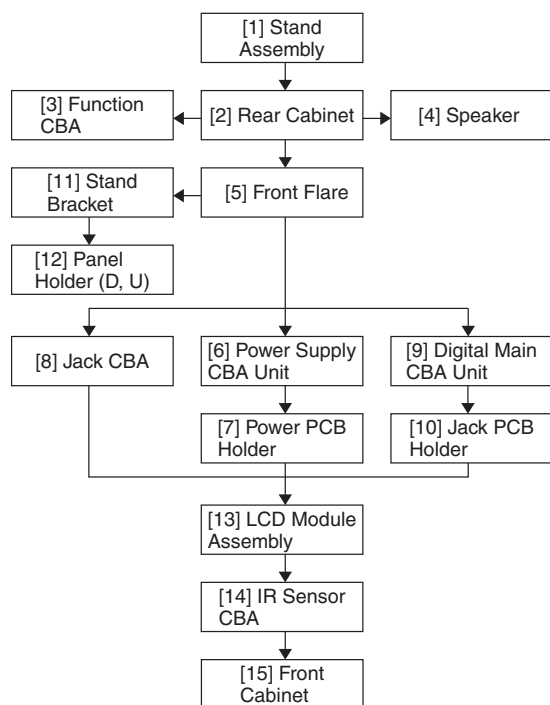 [1] Stand
Assembly
[3] Function
CBA
[2] Rear Cabinet
[4] Speaker
[11] Stand
Bracket
[5] Front Flare
[12] Panel
Holder (D, U)
[8] Jack CBA
[6] Power Supply
CBA Unit
[9] Digital Main
CBA Unit
[7] Power PCB
Holder
[10] Jack PCB
Holder
[13] LCD Module
Assembly
[14] IR Sensor
CBA
[15] Front
Cabinet